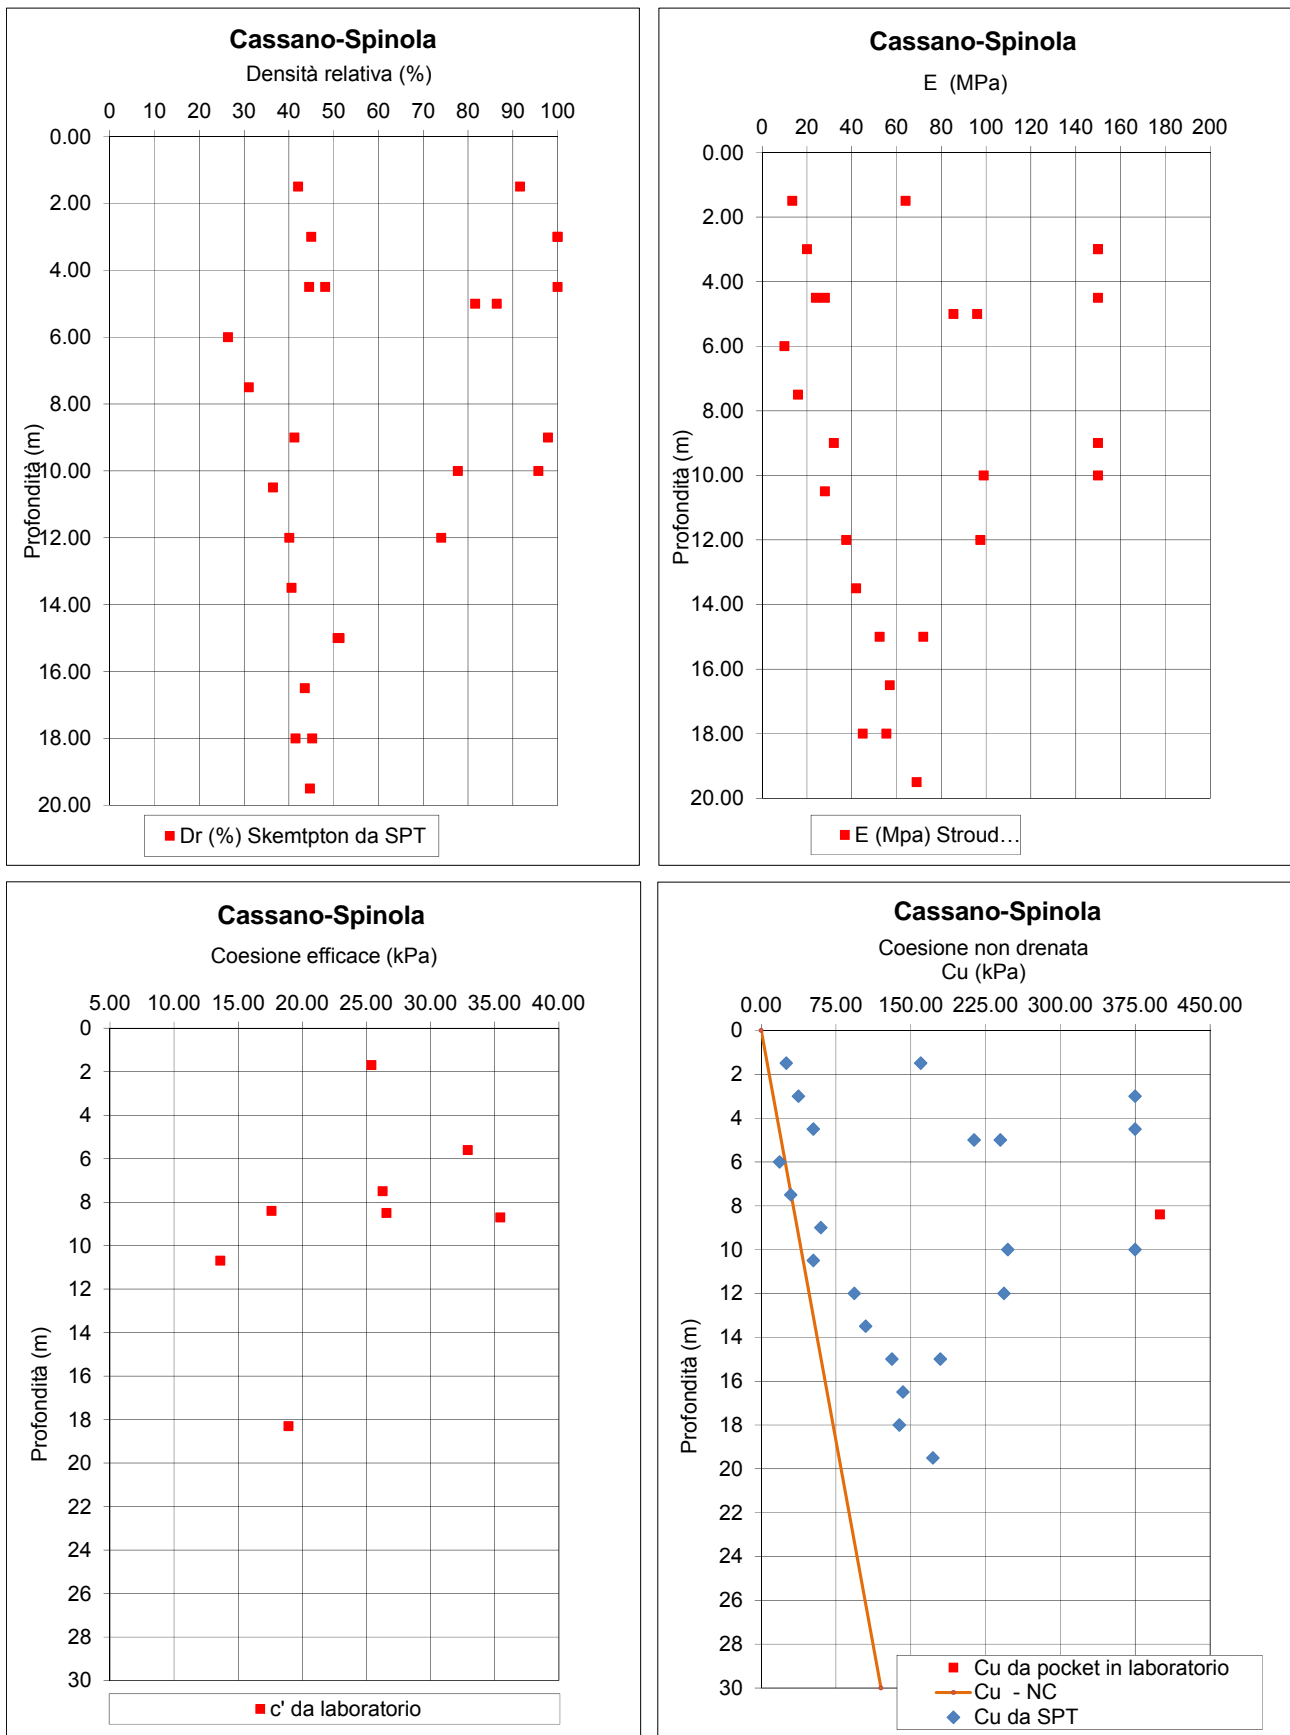 Cassano-Spinola
Densità relativa (%)
0 10 20 30 40 50 60 70 80 90 100
0.00
2.00
4.00
6.00
8.00
10.00
12.00
14.00
16.00
18.00
20.00
Profondità (m)
Dr (%) Skemtpton da SPT
Cassano-Spinola
E (MPa)
0 20 40 60 80 100 120 140 160 180 200
0.00
2.00
4.00
6.00
8.00
10.00
12.00
14.00
16.00
18.00
20.00
Profondità (m)
E (Mpa) Stroud…
Cassano-Spinola
Coesione efficace (kPa)
5.00 10.00 15.00 20.00 25.00 30.00 35.00 40.00
0
2
4
6
8
10
12
14
16
18
20
22
24
26
28
30
Profondità (m)
c' da laboratorio
Cassano-Spinola
Coesione non drenata
Cu (kPa)
0.00 75.00 150.00 225.00 300.00 375.00 450.00
0
2
4
6
8
10
12
14
16
18
20
22
24
26
28
30
Profondità (m)
Cu da pocket in laboratorio
Cu - NC
Cu da SPT